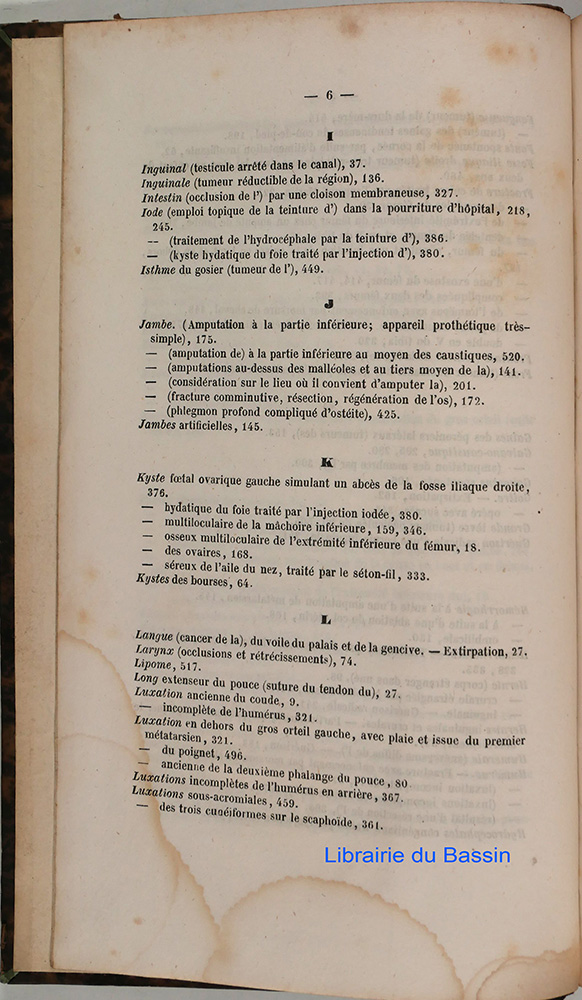 — 6 —
I
Inguinal (testicule arrêté dans le canal), 37.
Inguinale (tumeur réductible de la région), 136.
Intestin (occlusion de l') par une cloison membraneuse, 327.
Iode (emploi topique de la teinture d') dans la pourriture d'hôpital, 218,
245.
— (traitement de l'hydrocéphale par la teinture d'), 386.
— (kyste hydatique du foie traité par l'injection d'), 380.
Isthme du gosier (tumeur de l'), 449.
J
Jambe. (Amputation à la partie inférieure; appareil prothétique très-
simple), 175.
— (amputation de) à la partie inférieure au moyen des caustiques, 520.
— (amputations au-dessus des malléoles et au tiers moyen de la), 141.
— (considération sur le lieu où il convient d'amputer la), 201.
— (fracture comminutive, résection, régénération de l'os), 172.
— (phlegmon profond compliqué d'ostéite), 425.
Jambes artificielles, 145.
K
Kyste fœtal ovarique gauche simulant un abcès de la fosse iliaque droite,
376.
— hydatique du foie traité par l'injection iodée, 380.
— multiloculaire de la mâchoire inférieure, 159, 346.
— osseux multiloculaire de l'extrémité inférieure du fémur, 18.
— des ovaires, 168.
— séreux de l'aile du nez, traité par le séton-fil, 333.
Kystes des bourses, 64.
L
Langue (cancer de la), du voile du palais et de la gencive. — Extirpation, 27.
Larynx (occlusions et rétrécissements), 74.
Lipome, 517.
Long extenseur du pouce (suture du tendon du), 27.
Luxation ancienne du coude, 9.
— incomplète de l'humérus, 321.
Luxation en dehors du gros orteil gauche, avec plaie et issue du premier
métatarsien, 321.
— du poignet, 496.
— ancienne de la deuxième phalange du pouce, 80
Luxations incomplètes de l'humérus en arrière, 367.
Luxations sous-acromiales, 459.
— des trois cunéiformes sur le scaphoïde, 361.
Librairie du Bassin